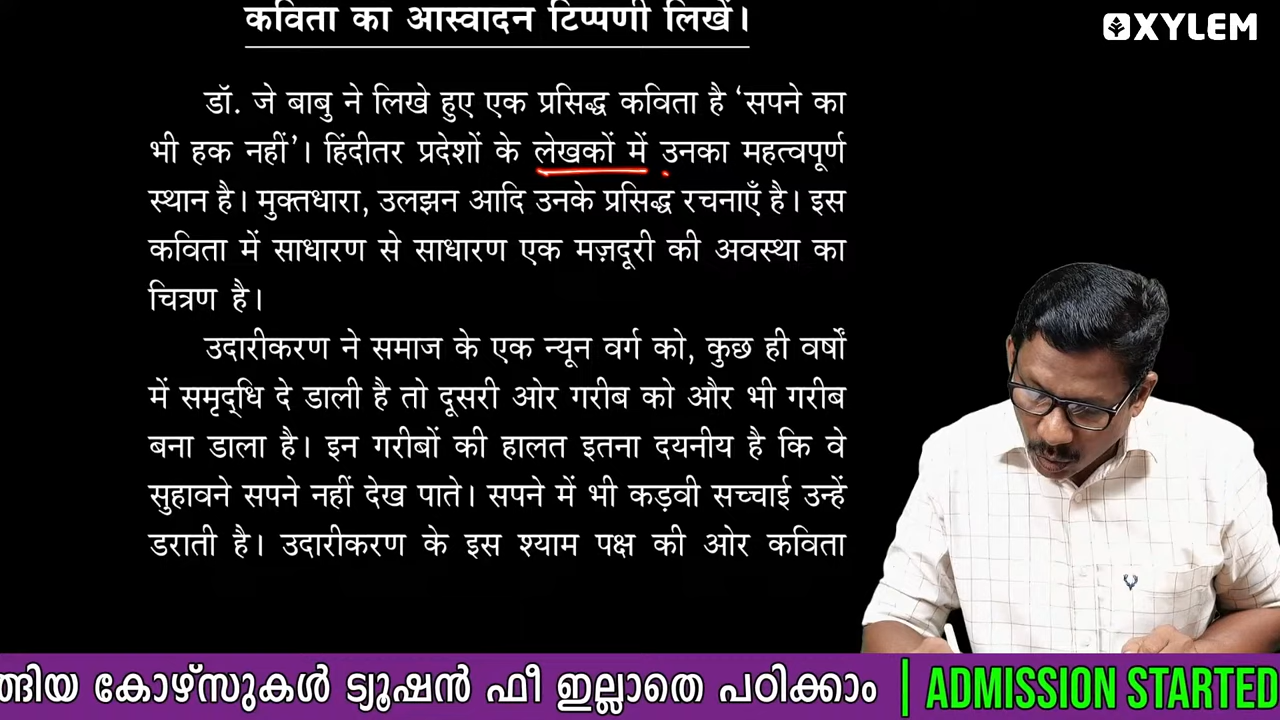 कविता का आस्वादन टिप्पणी लिखें।
OXYLEM
डॉ. जे बाबु ने लिखे हुए एक प्रसिद्ध कविता है ‘सपने का
भी हक नहीं’। हिंदीतर प्रदेशों के लेखकों में उनका महत्वपूर्ण
स्थान है। मुक्तधारा, उलझन आदि उनके प्रसिद्ध रचनाएँ है। इस
कविता में साधारण से साधारण एक मज़दूरी की अवस्था का
चित्रण है।
उदारीकरण ने समाज के एक न्यून वर्ग को, कुछ ही वर्षों
में समृद्धि दे डाली है तो दूसरी ओर गरीब को और भी गरीब
बना डाला है। इन गरीबों की हालत इतना दयनीय है कि वे
सुहावने सपने नहीं देख पाते। सपने में भी कड़वी सच्चाई उन्हें
डराती है। उदारीकरण के इस श्याम पक्ष की ओर कविता
ങ്ങിയ കോഴ്സുകൾ ട്യൂഷൻ ഫീ ഇല്ലാതെ പഠിക്കാം | ADMISSION STARTED